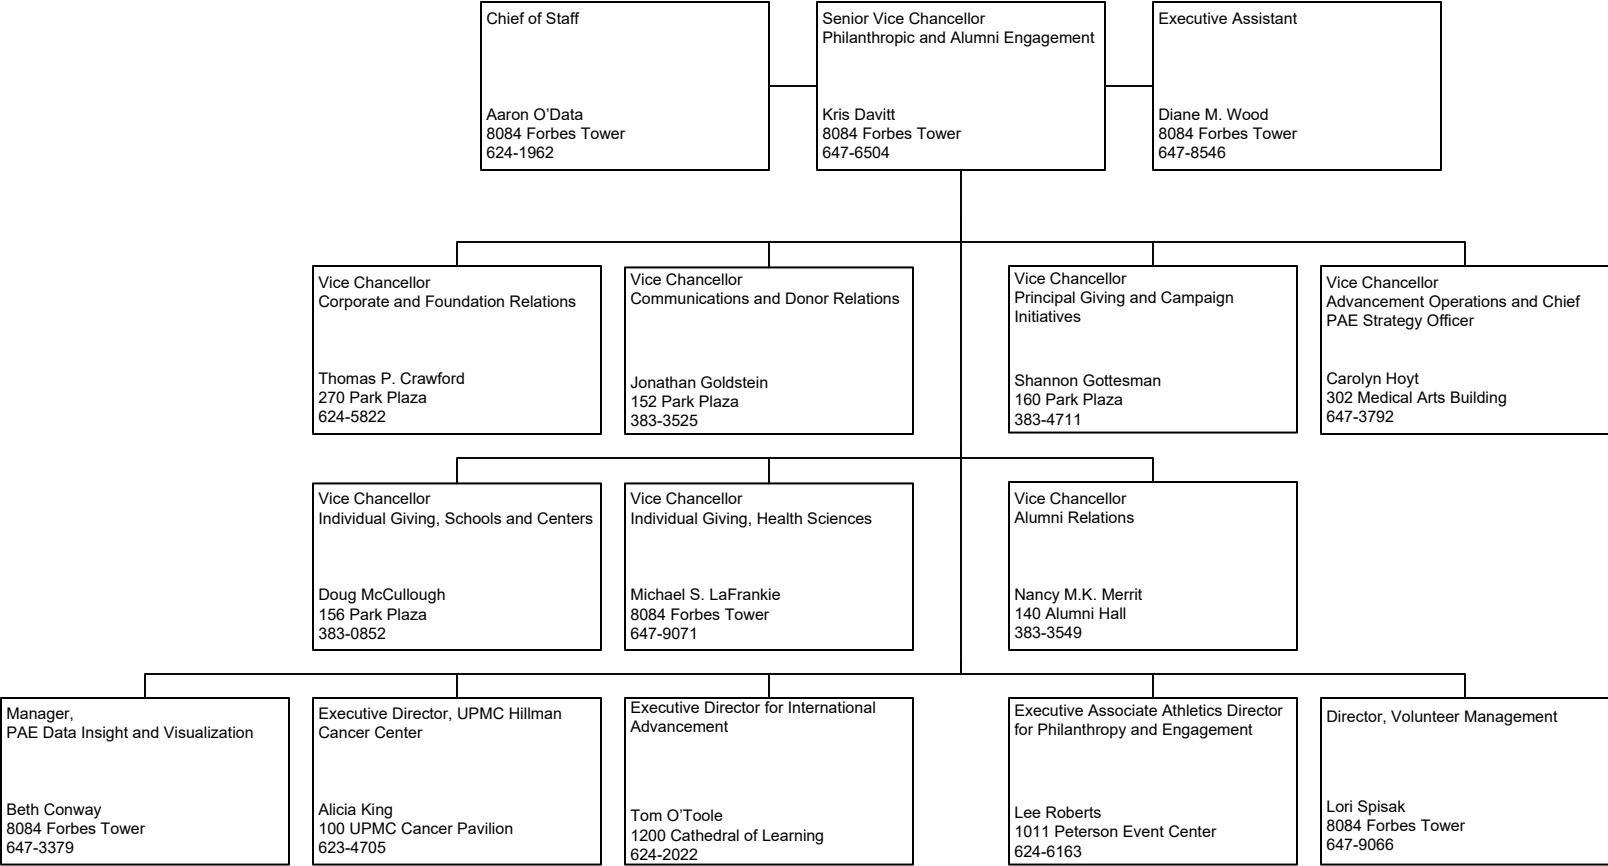 Chief of Staff
Aaron O’Data
8084 Forbes Tower
624-1962
Senior Vice Chancellor
Philanthropic and Alumni Engagement
Kris Davitt
8084 Forbes Tower
647-6504
Executive Assistant
Diane M. Wood
8084 Forbes Tower
647-8546
Vice Chancellor
Corporate and Foundation Relations
Thomas P. Crawford
270 Park Plaza
624-5822
Vice Chancellor
Communications and Donor Relations
Jonathan Goldstein
152 Park Plaza
383-3525
Vice Chancellor
Principal Giving and Campaign
Initiatives
Shannon Gottesman
160 Park Plaza
383-4711
Vice Chancellor
Advancement Operations and Chief
PAE Strategy Officer
Carolyn Hoyt
302 Medical Arts Building
647-3792
Vice Chancellor
Individual Giving, Schools and Centers
Doug McCullough
156 Park Plaza
383-0852
Vice Chancellor
Individual Giving, Health Sciences
Michael S. LaFrankie
8084 Forbes Tower
647-9071
Vice Chancellor
Alumni Relations
Nancy M.K. Merrit
140 Alumni Hall
383-3549
Manager,
PAE Data Insight and Visualization
Beth Conway
8084 Forbes Tower
647-3379
Executive Director, UPMC Hillman
Cancer Center
Alicia King
100 UPMC Cancer Pavilion
623-4705
Executive Director for International
Advancement
Tom O’Toole
1200 Cathedral of Learning
624-2022
Executive Associate Athletics Director
for Philanthropy and Engagement
Lee Roberts
1011 Peterson Event Center
624-6163
Director, Volunteer Management
Lori Spisak
8084 Forbes Tower
647-9066